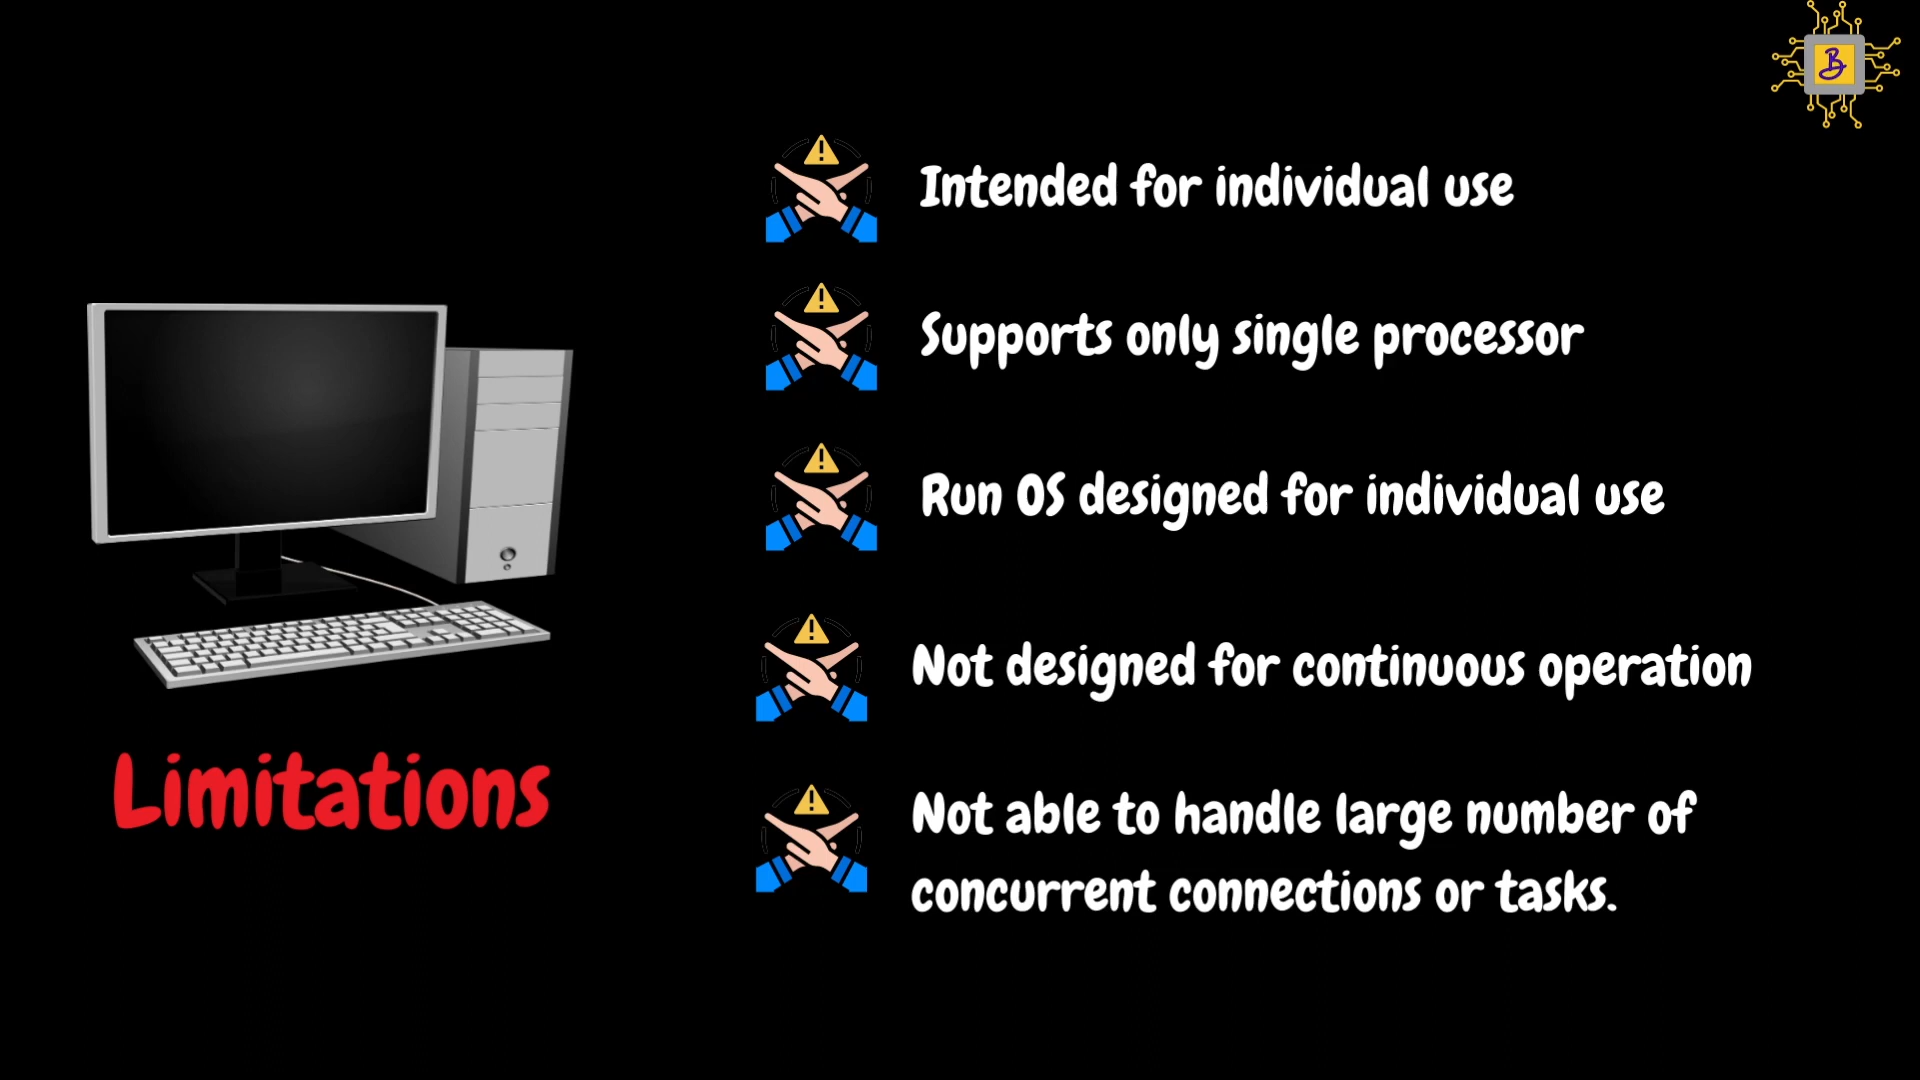 B
Intended for individual use
Supports only single processor
Run OS designed for individual use
Not designed for continuous operation
Not able to handle large number of
concurrent connections or tasks.
Limitations